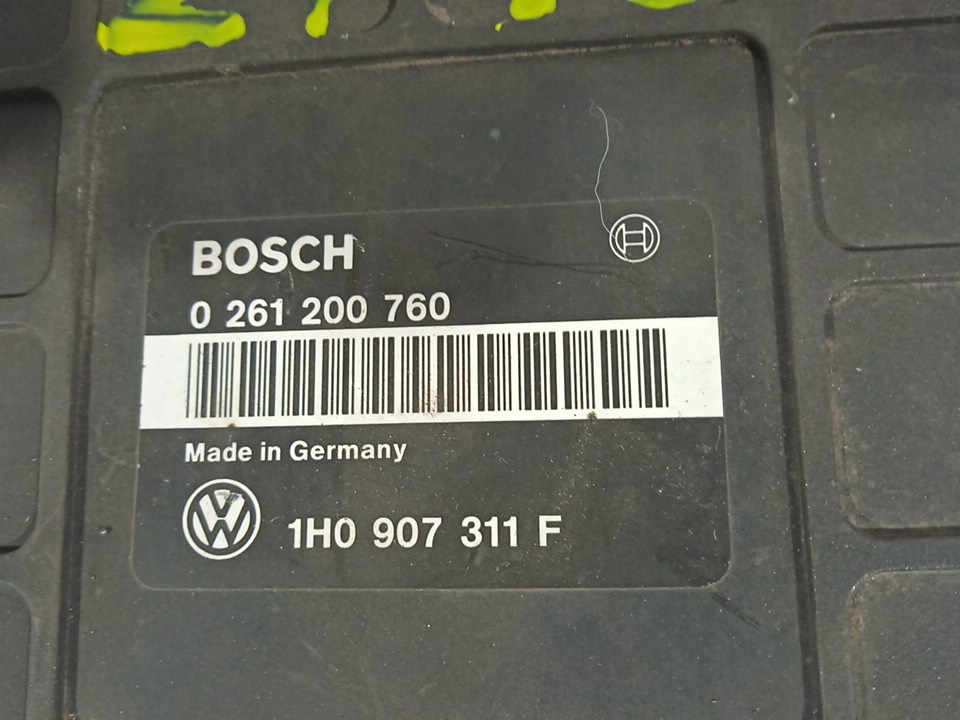 BOSCH
0 261 200 760
Made in Germany
1H0 907 311 F